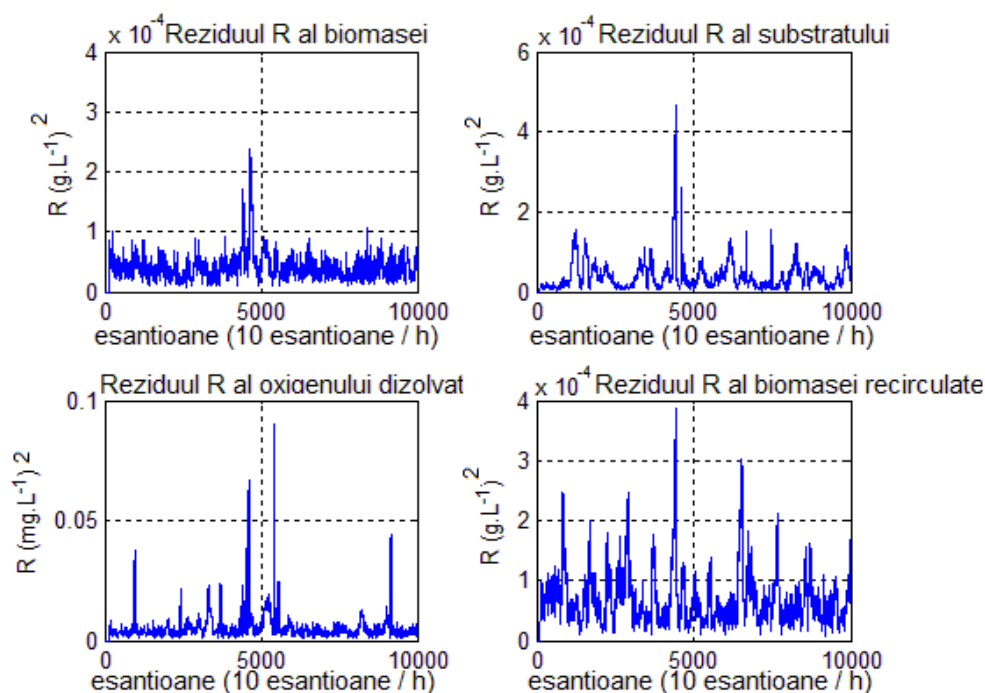 x 10^-4 Reziduul R al biomasei
4
3
2
1
0
R (g.L^-1)^2
0 5000 10000
esantioane (10 esantioane / h)
x 10^-4 Reziduul R al substratului
6
4
2
0
R (g.L^-1)^2
0 5000 10000
esantioane (10 esantioane / h)
Reziduul R al oxigenului dizolvat
0.1
0.05
0
R (mg.L^-1)^2
0 5000 10000
esantioane (10 esantioane / h)
x 10^-4 Reziduul R al biomasei recirculate
4
3
2
1
0
R (g.L^-1)^2
0 5000 10000
esantioane (10 esantioane / h)